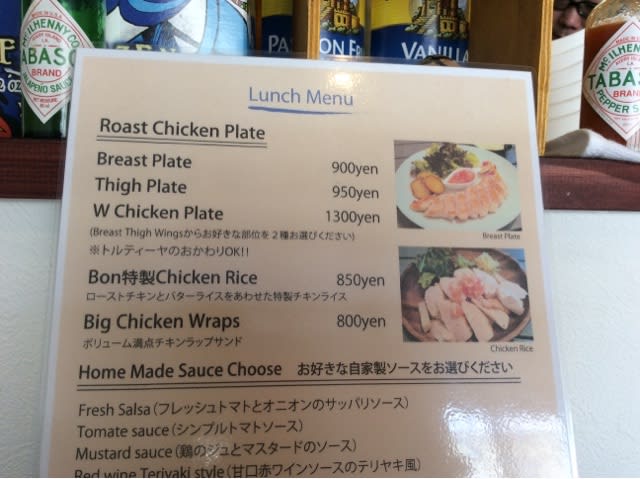 McILHENNY CO.
TABASCO
BRAND
JALAPEÑO SAUCE
VANILLA
McILHENNY CO.
TABAS
BRAND
PEPPER S
Lunch Menu
Roast Chicken Plate
Breast Plate 900yen
Thigh Plate 950yen
W Chicken Plate 1300yen
(Breast Thigh Wingsからお好きな部位を２種お選びください)
※トルティーヤのおかわりOK!!
Breast Plate
Bon特製Chicken Rice 850yen
ローストチキンとバターライスをあわせた特製チキンライス
Big Chicken Wraps 800yen
ボリューム満点チキンラップサンド
Chicken Rice
Home Made Sauce Choose お好きな自家製ソースをお選びください
Fresh Salsa(フレッシュトマトとオニオンのサッパリソース)
Tomate sauce(シンプルトマトソース)
Mustard sauce(鶏のジュとマスタードのソース)
Red wine Teriyaki style(甘口赤ワインソースのテリヤキ風)